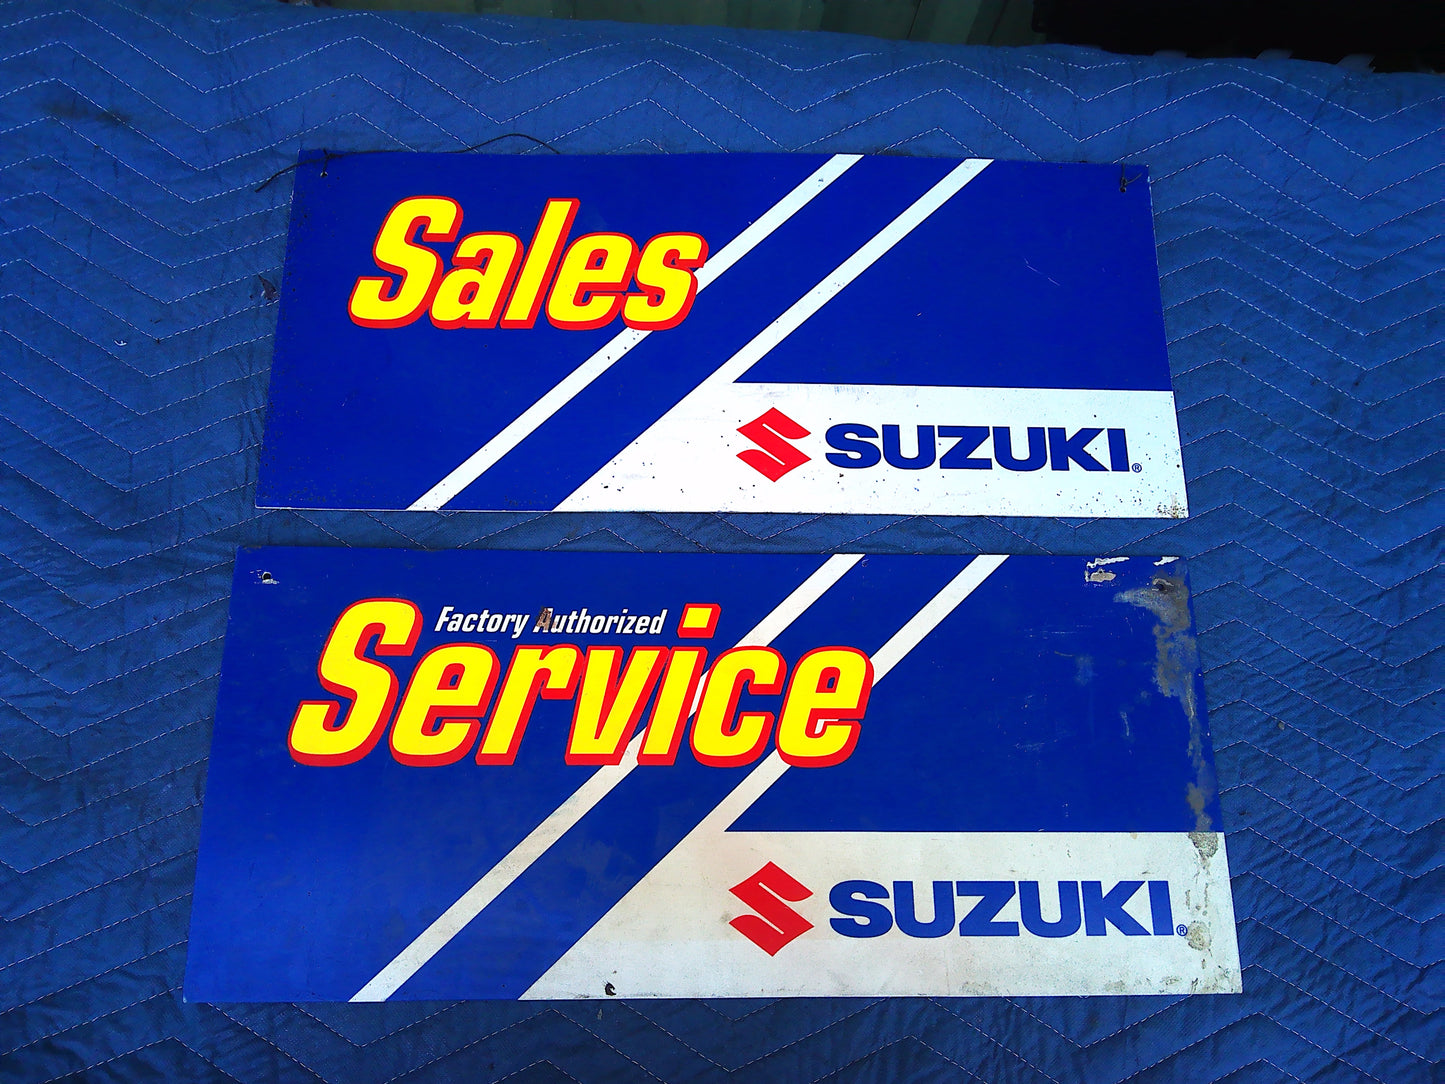 Sales
SUZUKI®
Factory Authorized
Service
SUZUKI®